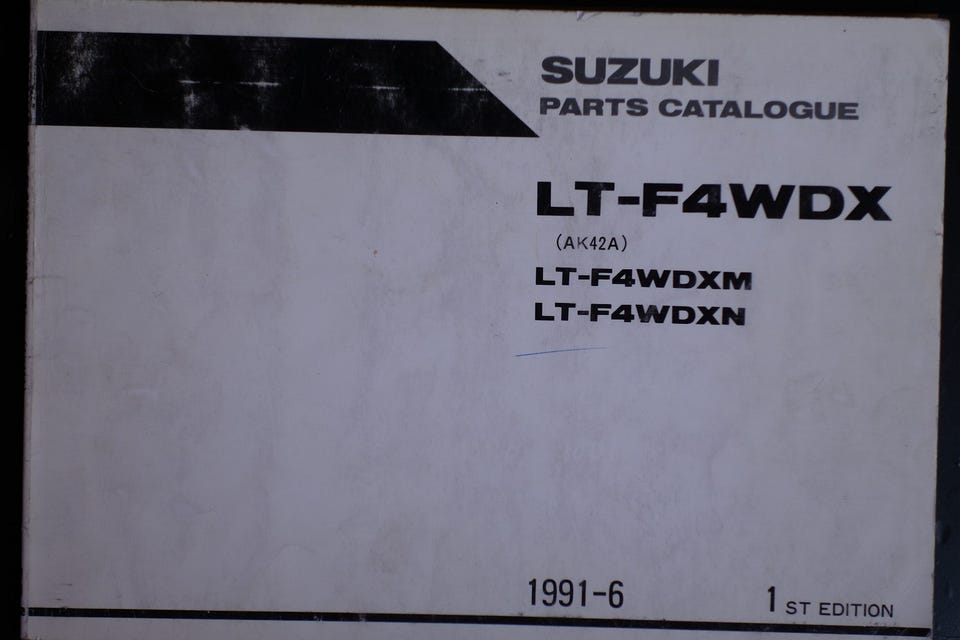 SUZUKI
PARTS CATALOGUE
LT-F4WDX
(AK42A)
LT-F4WDXM
LT-F4WDXN
1991-6
1 ST EDITION